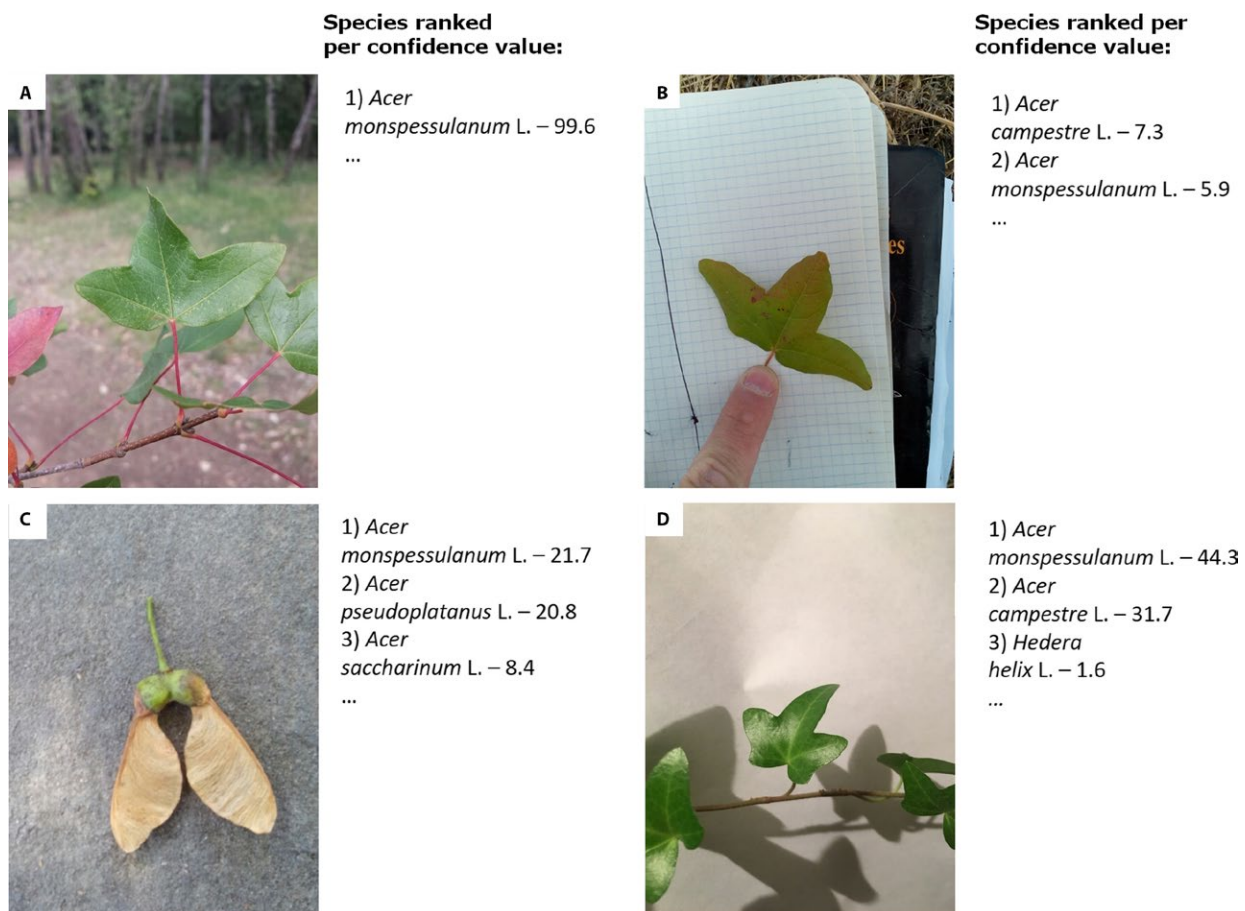 Species ranked
per confidence value:
A
1) Acer
monspessulanum L. – 99.6
...
Species ranked per
confidence value:
B
1) Acer
campestre L. – 7.3
2) Acer
monspessulanum L. – 5.9
...
es
C
1) Acer
monspessulanum L. – 21.7
2) Acer
pseudoplatanus L. – 20.8
3) Acer
saccharinum L. – 8.4
...
D
1) Acer
monspessulanum L. – 44.3
2) Acer
campestre L. – 31.7
3) Hedera
helix L. – 1.6
...